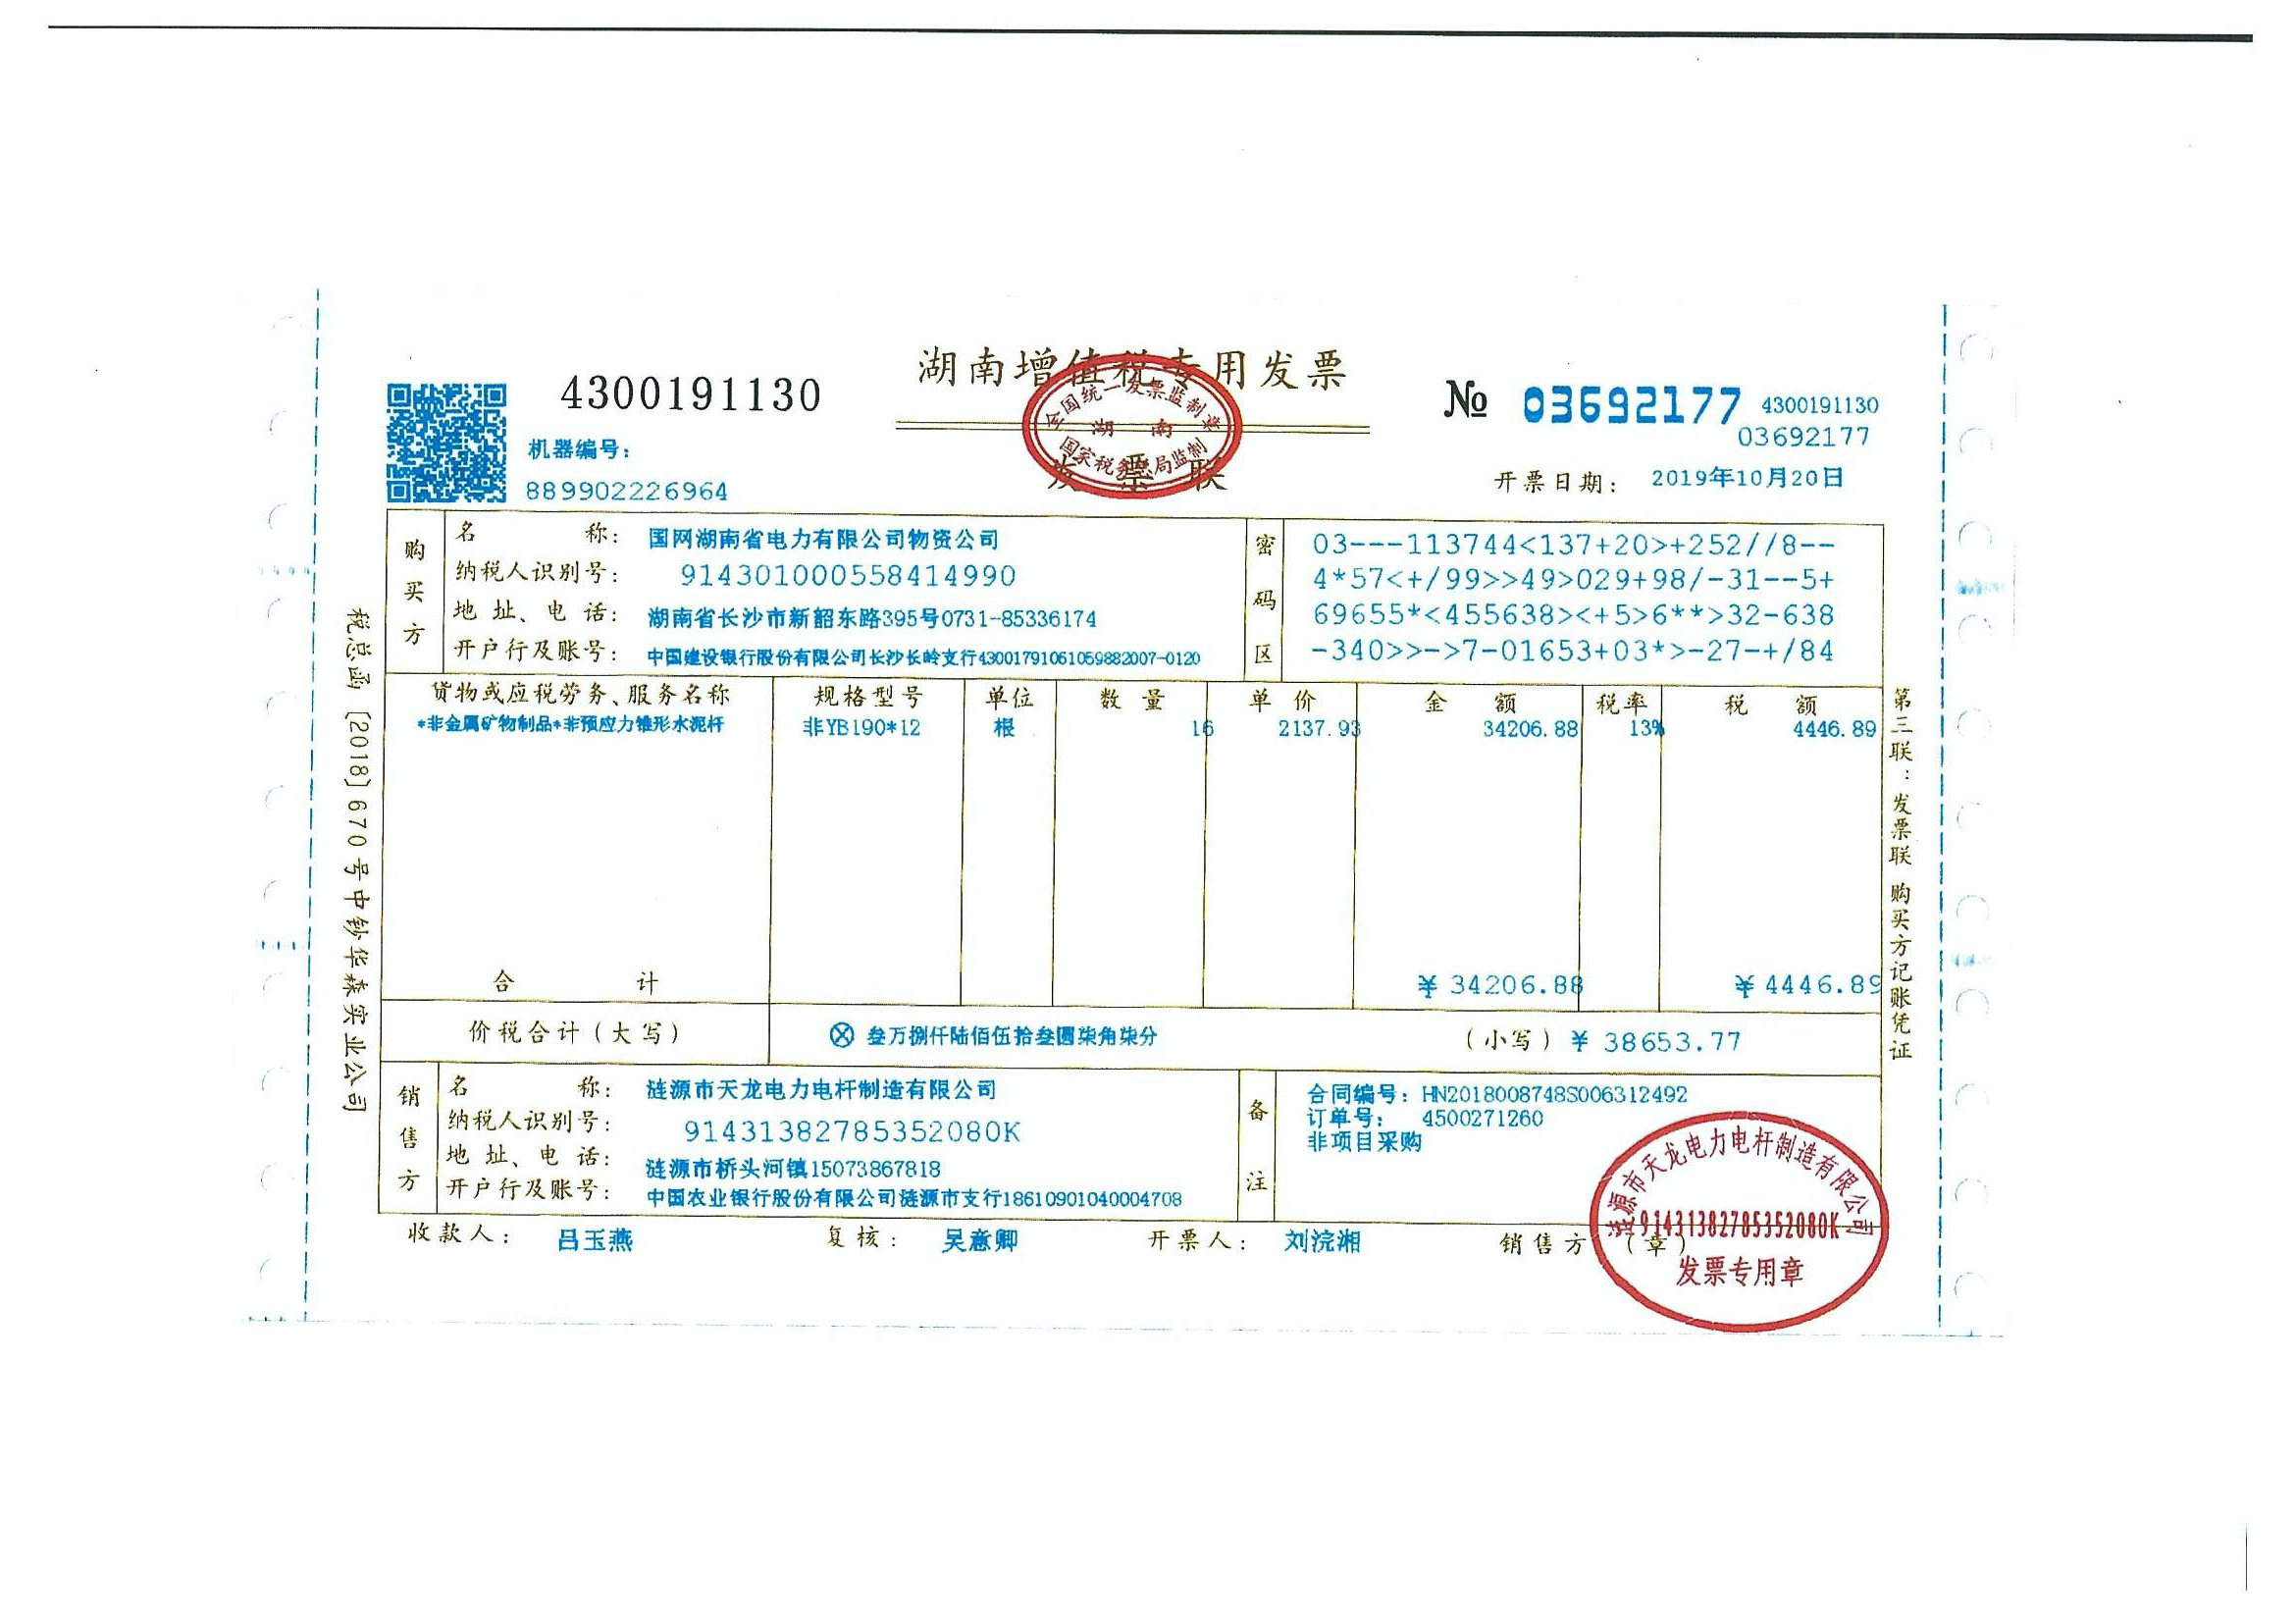 湖南增值税专用发票
4300191130
全国统一发票监制章
湖南
国家税务总局监制
发票联
№ 03692177
4300191130
03692177
机器编号:
889902226964
开票日期: 2019年10月20日
购买方
名称: 国网湖南省电力有限公司物资公司
纳税人识别号: 914301000558414990
地址、电话: 湖南省长沙市新韶东路395号0731-85336174
开户行及账号: 中国建设银行股份有限公司长沙长岭支行43001791061059882007-0120
密码区
03---113744<137+20>+252//8--
4*57<+/99>>49>029+98/-31--5+
69655*<455638><+5>6**>32-638
-340>>->7-01653+03*>-27-+/84
货物或应税劳务、服务名称 规格型号 单位 数量 单价 金额 税率 税额
*非金属矿物制品*非预应力锥形水泥杆 非YB190*12 根 16 2137.93 34206.88 13% 4446.89
合计 ¥34206.88 ¥4446.89
价税合计(大写) ⊗ 叁万捌仟陆佰伍拾叁圆柒角柒分 (小写) ¥38653.77
销售方
名称: 涟源市天龙电力电杆制造有限公司
纳税人识别号: 91431382785352080K
地址、电话: 涟源市桥头河镇15073867818
开户行及账号: 中国农业银行股份有限公司涟源市支行18610901040004708
备注
合同编号: HN2018008748S006312492
订单号: 4500271260
非项目采购
收款人: 吕玉燕 复核: 吴意卿 开票人: 刘浣湘 销售方(章)
涟源市天龙电力电杆制造有限公司
91431382785352080K
发票专用章
税总函〔2018〕670号中钞华森实业公司
第三联:发票联 购买方记账凭证